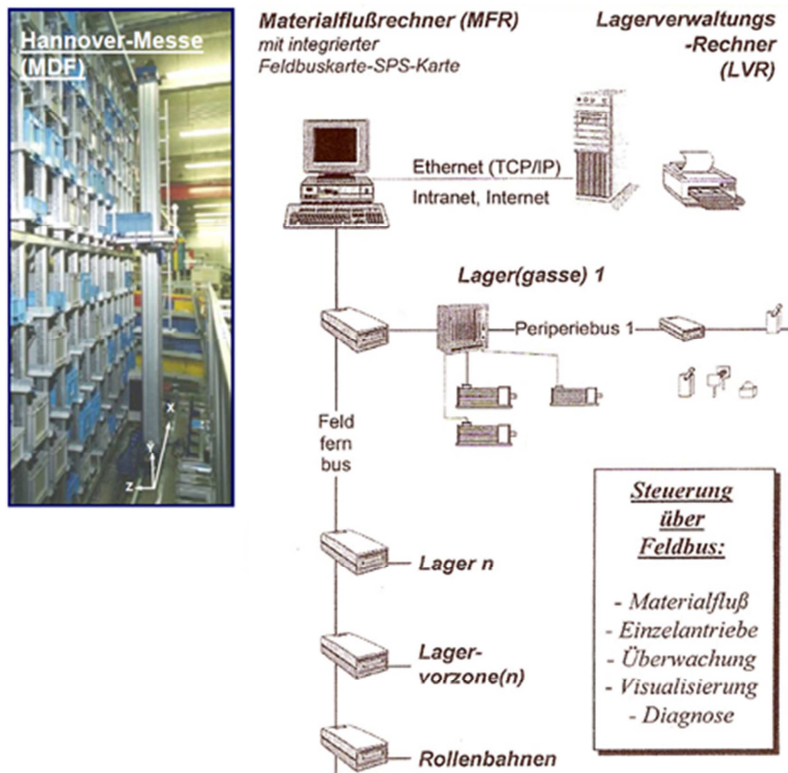 Hannover-Messe
(MDF)
Materialflußrechner (MFR)
mit integrierter
Feldbuskarte-SPS-Karte
Lagerverwaltungs
-Rechner
(LVR)
Ethernet (TCP/IP)
Intranet, Internet
Lager(gasse) 1
Periperiebus 1
Feld
fern
bus
X
Y
Z
Lager n
Lager-
vorzone(n)
Rollenbahnen
Steuerung
über
Feldbus:
- Materialfluß
- Einzelantriebe
- Überwachung
- Visualisierung
- Diagnose